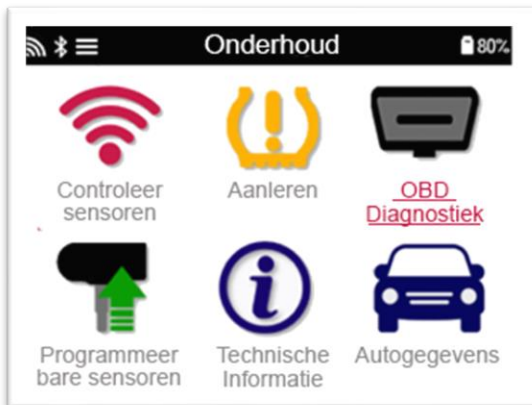 Onderhoud
80%
Controleer
sensoren
Aanleren
OBD
Diagnostiek
Programmeer
bare sensoren
Technische
Informatie
Autogegevens